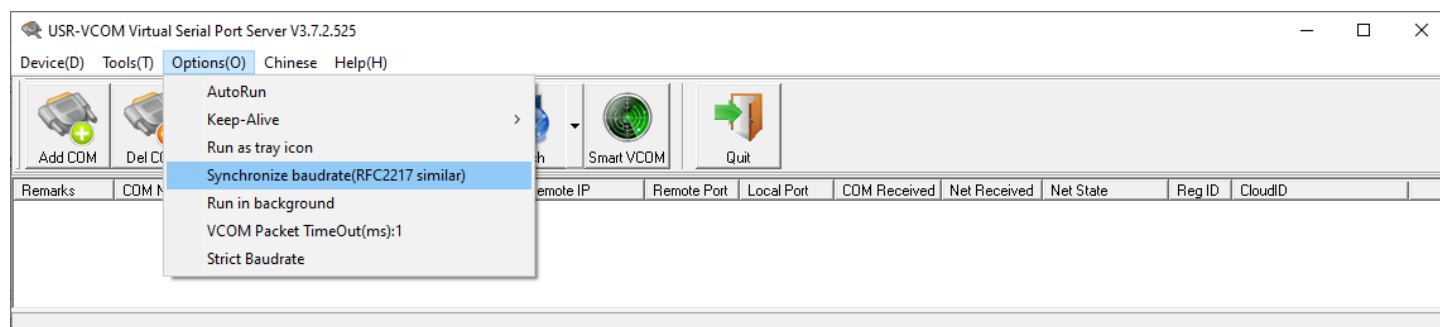 USR-VCOM Virtual Serial Port Server V3.7.2.525
Device(D) Tools(T) Options(O) Chinese Help(H)
AutoRun
Keep-Alive
Run as tray icon
Synchronize baudrate(RFC2217 similar)
Run in background
VCOM Packet TimeOut(ms):1
Strict Baudrate
Add COM Del Smart VCOM Quit
Remarks COM Remote Port Local Port COM Received Net Received Net State Reg ID CloudID